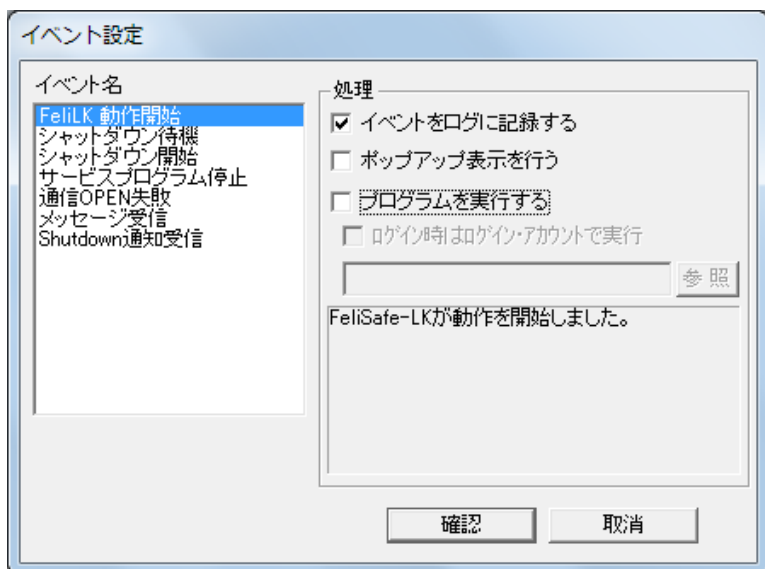 イベント設定
イベント名
FeliLK 動作開始
シャットダウン待機
シャットダウン開始
サービスプログラム停止
通信OPEN失敗
メッセージ受信
Shutdown通知受信
処理
イベントをログに記録する
ポップアップ表示を行う
プログラムを実行する
ログイン時はログイン・アカウントで実行
参照
FeliSafe-LKが動作を開始しました。
確認
取消